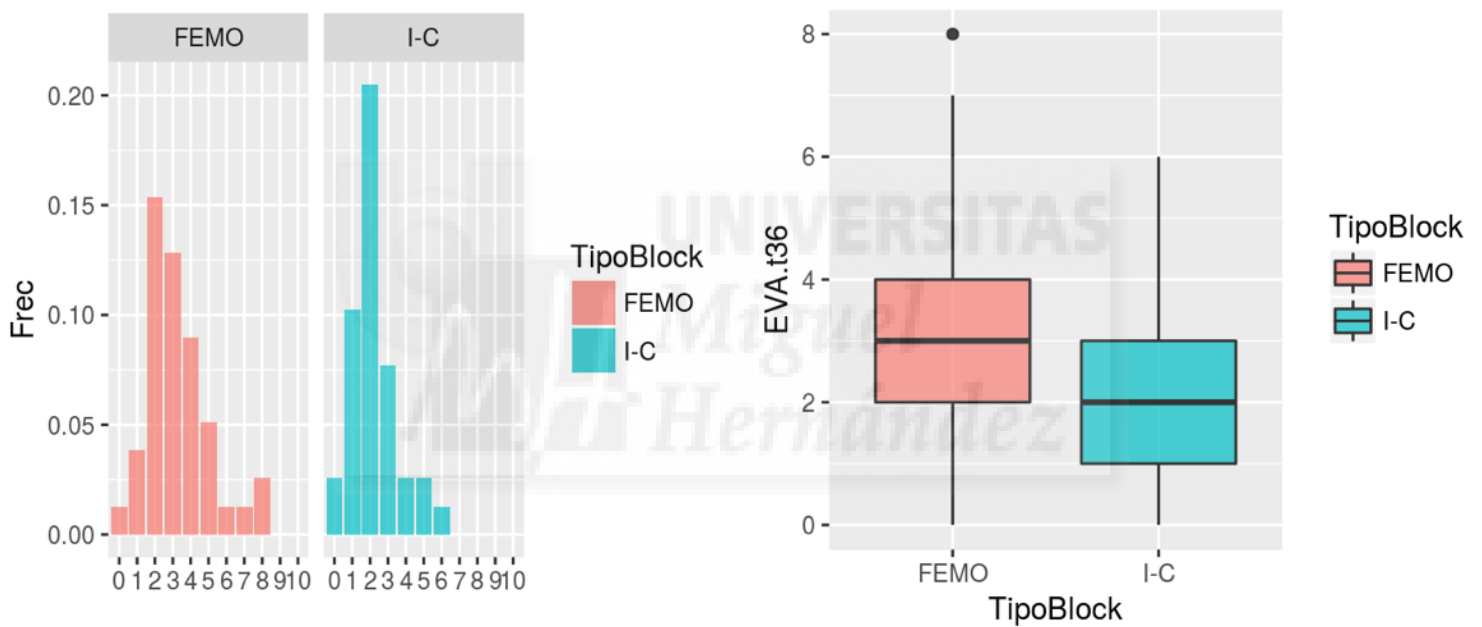 FEMO
I-C
Frec
0.20
0.15
0.10
0.05
0.00
0 1 2 3 4 5 6 7 8 9 10
0 1 2 3 4 5 6 7 8 9 10
TipoBlock
FEMO
I-C
EVA.t36
8
6
4
2
0
FEMO
I-C
TipoBlock
TipoBlock
FEMO
I-C
UNIVERSITAS
Miguel
Hernández